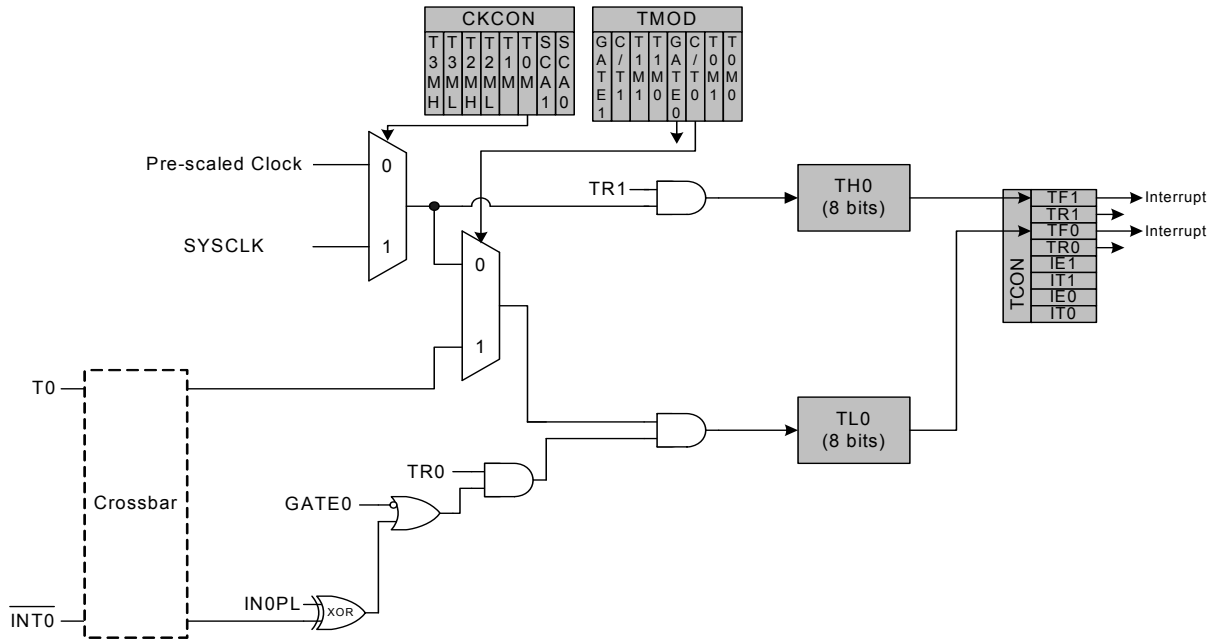 CKCON
T3MH
T3ML
T2MH
T2ML
T1M
T0M
SCA1
SCA0
TMOD
GATE1
C/T1
T1M1
T1M0
GATE0
C/T0
T0M1
T0M0
Pre-scaled Clock
0
SYSCLK
1
TR1
TH0
(8 bits)
TCON
TF1
TR1
TF0
TR0
IE1
IT1
IE0
IT0
Interrupt
Interrupt
0
1
T0
Crossbar
TL0
(8 bits)
TR0
GATE0
IN0PL
XOR
INT0